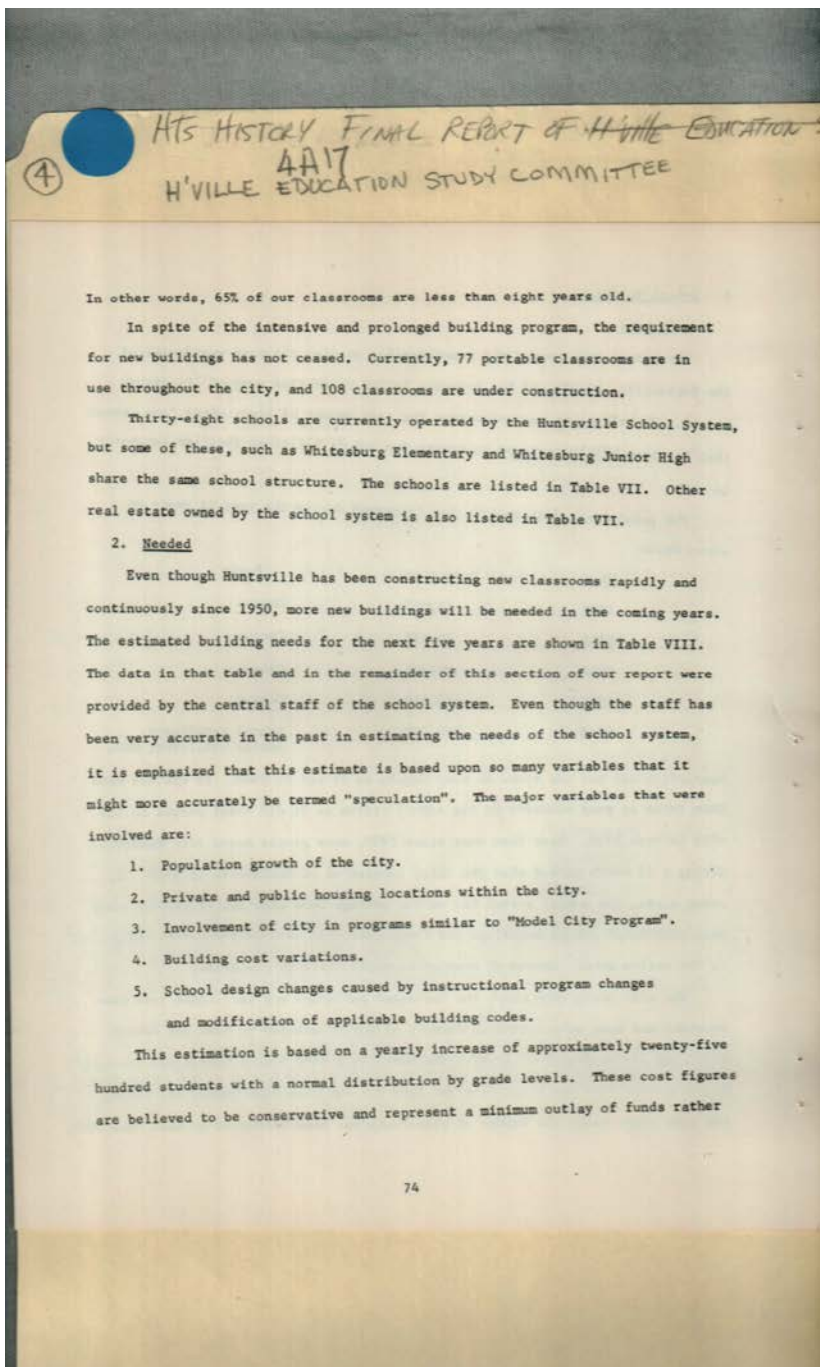 HTS HISTORY FINAL REPORT OF H'VILLE EDUCATION
4A17
4
H'VILLE EDUCATION STUDY COMMITTEE
In other words, 65% of our classrooms are less than eight years old.
In spite of the intensive and prolonged building program, the requirement
for new buildings has not ceased. Currently, 77 portable classrooms are in
use throughout the city, and 108 classrooms are under construction.
Thirty-eight schools are currently operated by the Huntsville School System,
but some of these, such as Whitesburg Elementary and Whitesburg Junior High
share the same school structure. The schools are listed in Table VII. Other
real estate owned by the school system is also listed in Table VII.
2. Needed
Even though Huntsville has been constructing new classrooms rapidly and
continuously since 1950, more new buildings will be needed in the coming years.
The estimated building needs for the next five years are shown in Table VIII.
The data in that table and in the remainder of this section of our report were
provided by the central staff of the school system. Even though the staff has
been very accurate in the past in estimating the needs of the school system,
it is emphasized that this estimate is based upon so many variables that it
might more accurately be termed "speculation". The major variables that were
involved are:
1. Population growth of the city.
2. Private and public housing locations within the city.
3. Involvement of city in programs similar to "Model City Program".
4. Building cost variations.
5. School design changes caused by instructional program changes
and modification of applicable building codes.
This estimation is based on a yearly increase of approximately twenty-five
hundred students with a normal distribution by grade levels. These cost figures
are believed to be conservative and represent a minimum outlay of funds rather
74